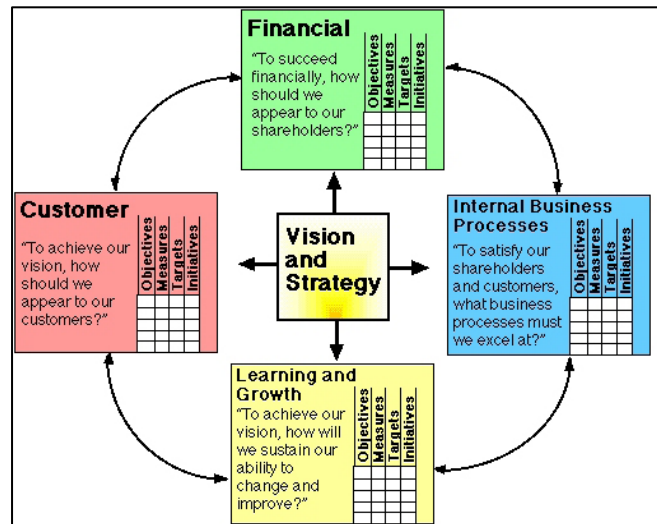 Financial
"To succeed
financially, how
should we
appear to our
shareholders?"
Objectives
Measures
Targets
Initiatives
Customer
"To achieve our
vision, how
should we
appear to our
customers?"
Objectives
Measures
Targets
Initiatives
Vision
and
Strategy
Internal Business
Processes
"To satisfy our
shareholders
and customers,
what business
processes must
we excel at?"
Objectives
Measures
Targets
Initiatives
Learning and
Growth
"To achieve our
vision, how will
we sustain our
ability to
change and
improve?"
Objectives
Measures
Targets
Initiatives